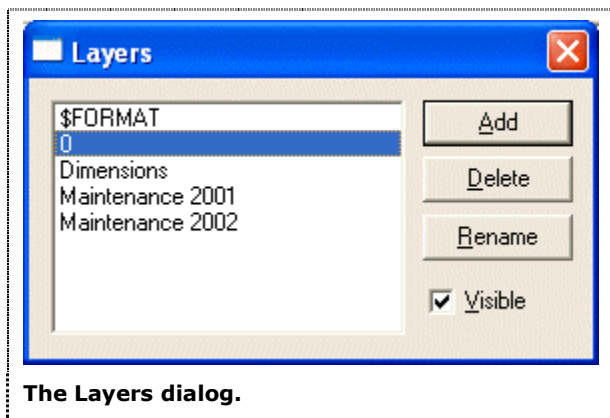 Layers
$FORMAT
0
Dimensions
Maintenance 2001
Maintenance 2002
Add
Delete
Rename
Visible
The Layers dialog.